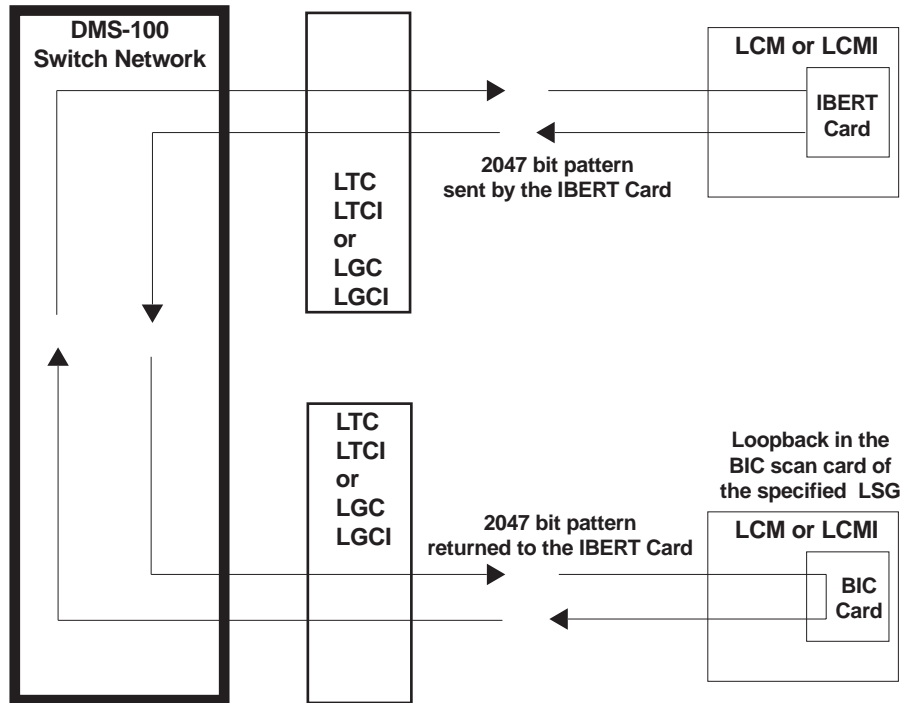 DMS-100
Switch Network
LCM or LCMI
IBERT
Card
2047 bit pattern
sent by the IBERT Card
LTC
LTCI
or
LGC
LGCI
LTC
LTCI
or
LGC
LGCI
Loopback in the
BIC scan card of
the specified LSG
2047 bit pattern
returned to the IBERT Card
LCM or LCMI
BIC
Card